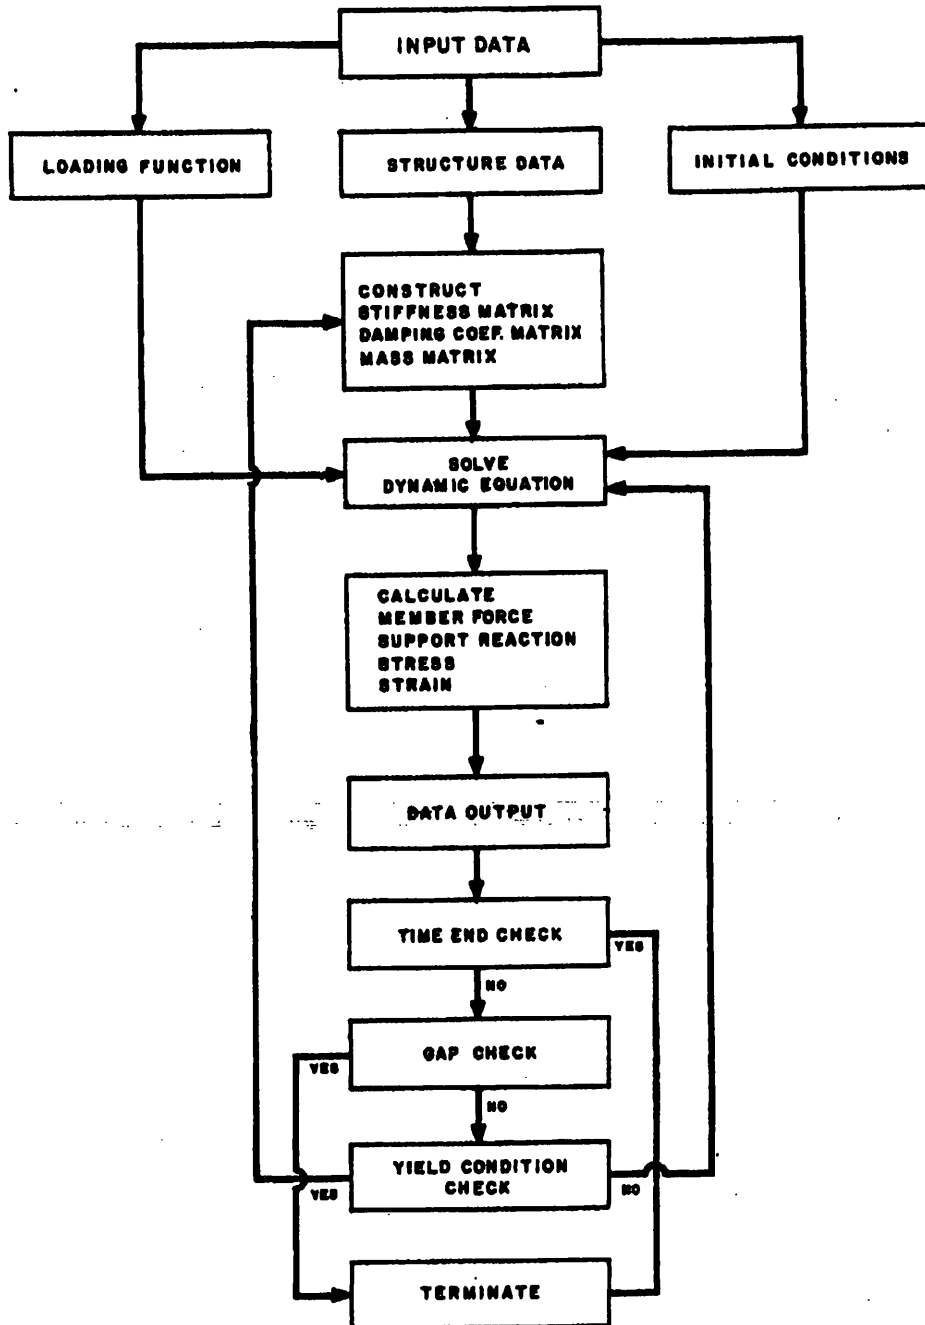 INPUT DATA
LOADING FUNCTION
STRUCTURE DATA
INITIAL CONDITIONS
CONSTRUCT
STIFFNESS MATRIX
DAMPING COEF. MATRIX
MASS MATRIX
SOLVE
DYNAMIC EQUATION
CALCULATE
MEMBER FORCE
SUPPORT REACTION
STRESS
STRAIN
DATA OUTPUT
TIME END CHECK
YES
NO
GAP CHECK
YES
NO
YIELD CONDITION
CHECK
YES
NO
TERMINATE